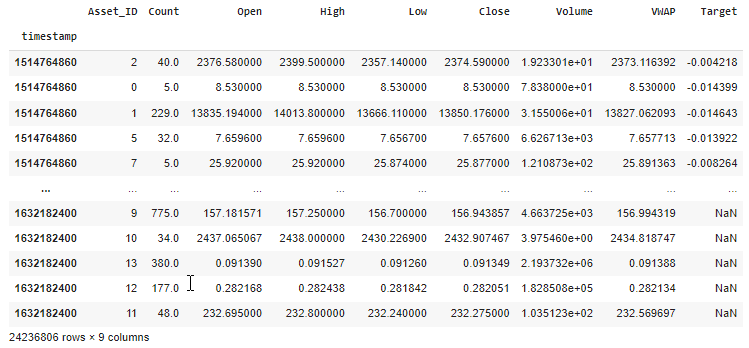 Asset_ID Count Open High Low Close Volume VWAP Target
timestamp
1514764860 2 40.0 2376.580000 2399.500000 2357.140000 2374.590000 1.923301e+01 2373.116392 -0.004218
1514764860 0 5.0 8.530000 8.530000 8.530000 8.530000 7.838000e+01 8.530000 -0.014399
1514764860 1 229.0 13835.194000 14013.800000 13666.110000 13850.176000 3.155006e+01 13827.062093 -0.014643
1514764860 5 32.0 7.659600 7.659600 7.656700 7.657600 6.626713e+03 7.657713 -0.013922
1514764860 7 5.0 25.920000 25.920000 25.874000 25.877000 1.210873e+02 25.891363 -0.008264
... ... ... ... ... ... ... ... ... ...
1632182400 9 775.0 157.181571 157.250000 156.700000 156.943857 4.663725e+03 156.994319 NaN
1632182400 10 34.0 2437.065067 2438.000000 2430.226900 2432.907467 3.975460e+00 2434.818747 NaN
1632182400 13 380.0 0.091390 0.091527 0.091260 0.091349 2.193732e+06 0.091388 NaN
1632182400 12 177.0 0.282168 0.282438 0.281842 0.282051 1.828508e+05 0.282134 NaN
1632182400 11 48.0 232.695000 232.800000 232.240000 232.275000 1.035123e+02 232.569697 NaN
24236806 rows × 9 columns